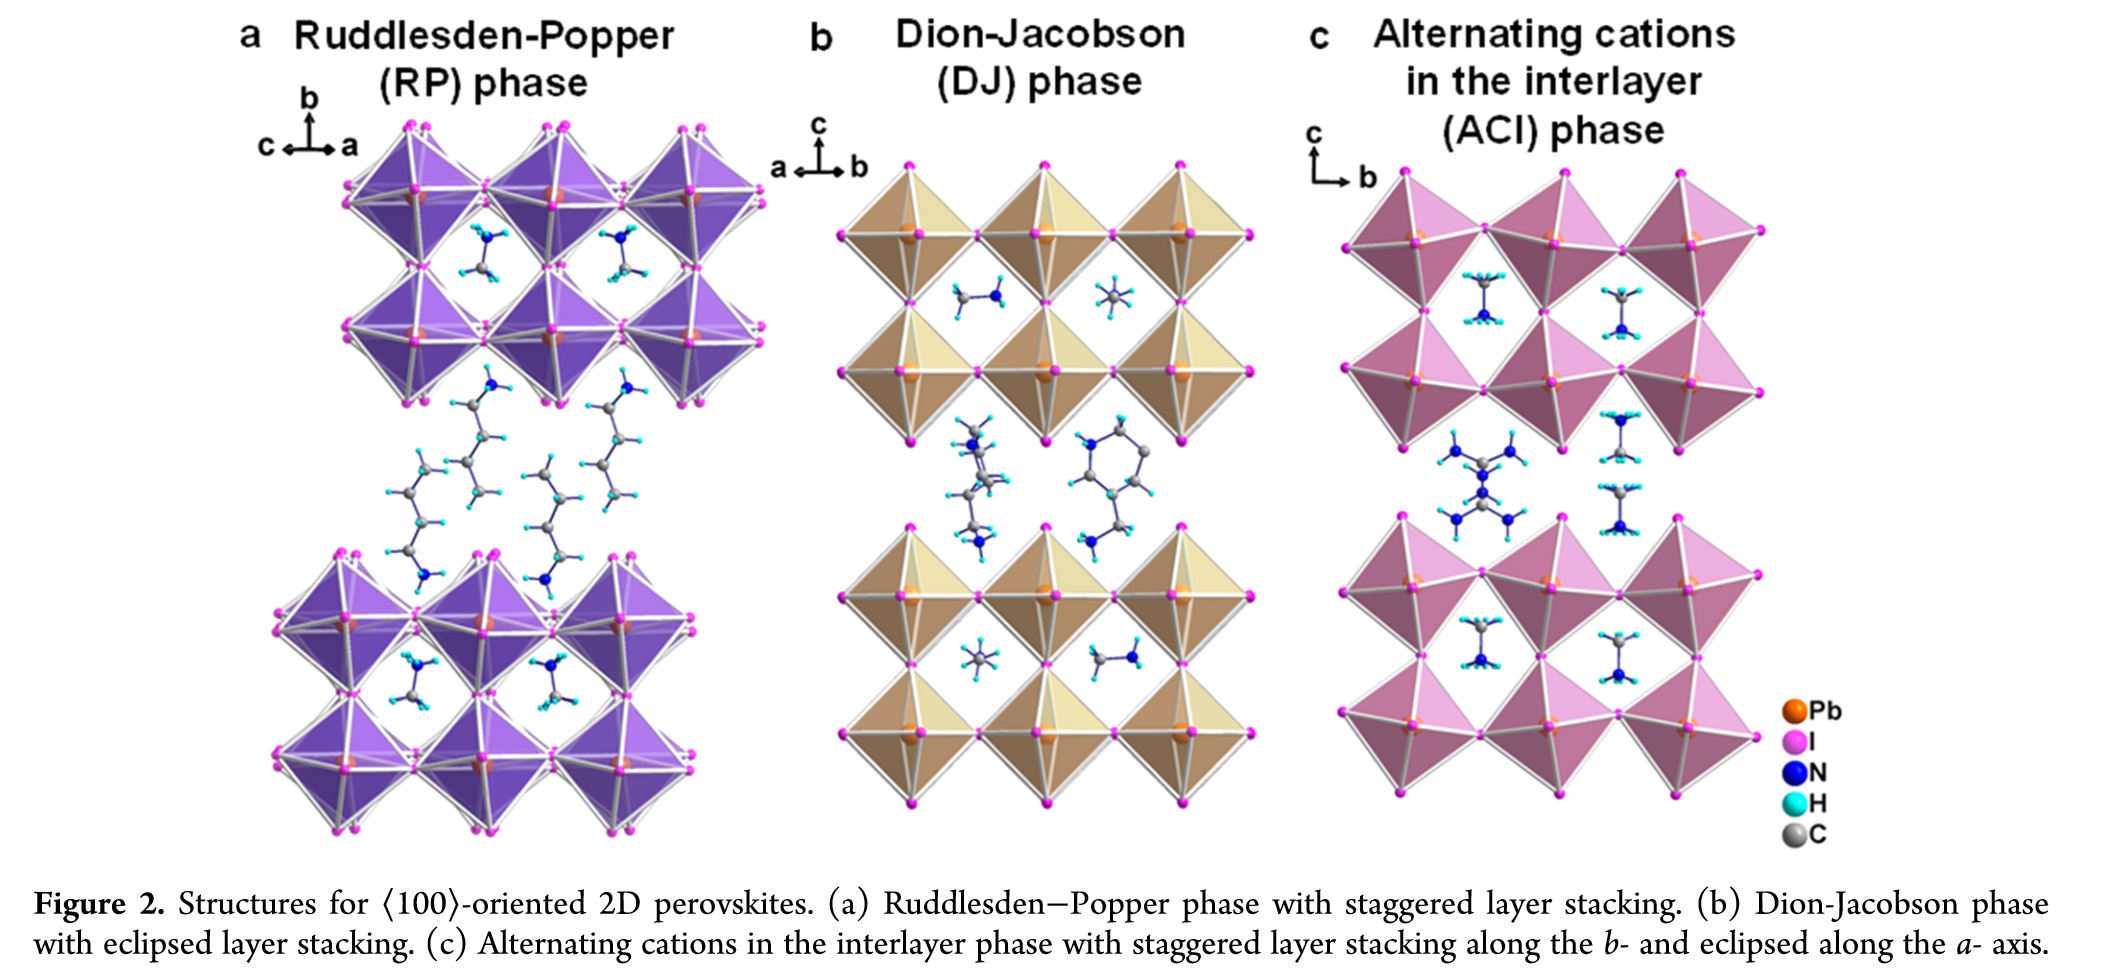 a Ruddlesden-Popper
(RP) phase
b
c a
b Dion-Jacobson
(DJ) phase
c
a b
c Alternating cations
in the interlayer
(ACI) phase
c
b
Pb
I
N
H
C
Figure 2. Structures for ⟨100⟩-oriented 2D perovskites. (a) Ruddlesden−Popper phase with staggered layer stacking. (b) Dion-Jacobson phase
with eclipsed layer stacking. (c) Alternating cations in the interlayer phase with staggered layer stacking along the b- and eclipsed along the a- axis.